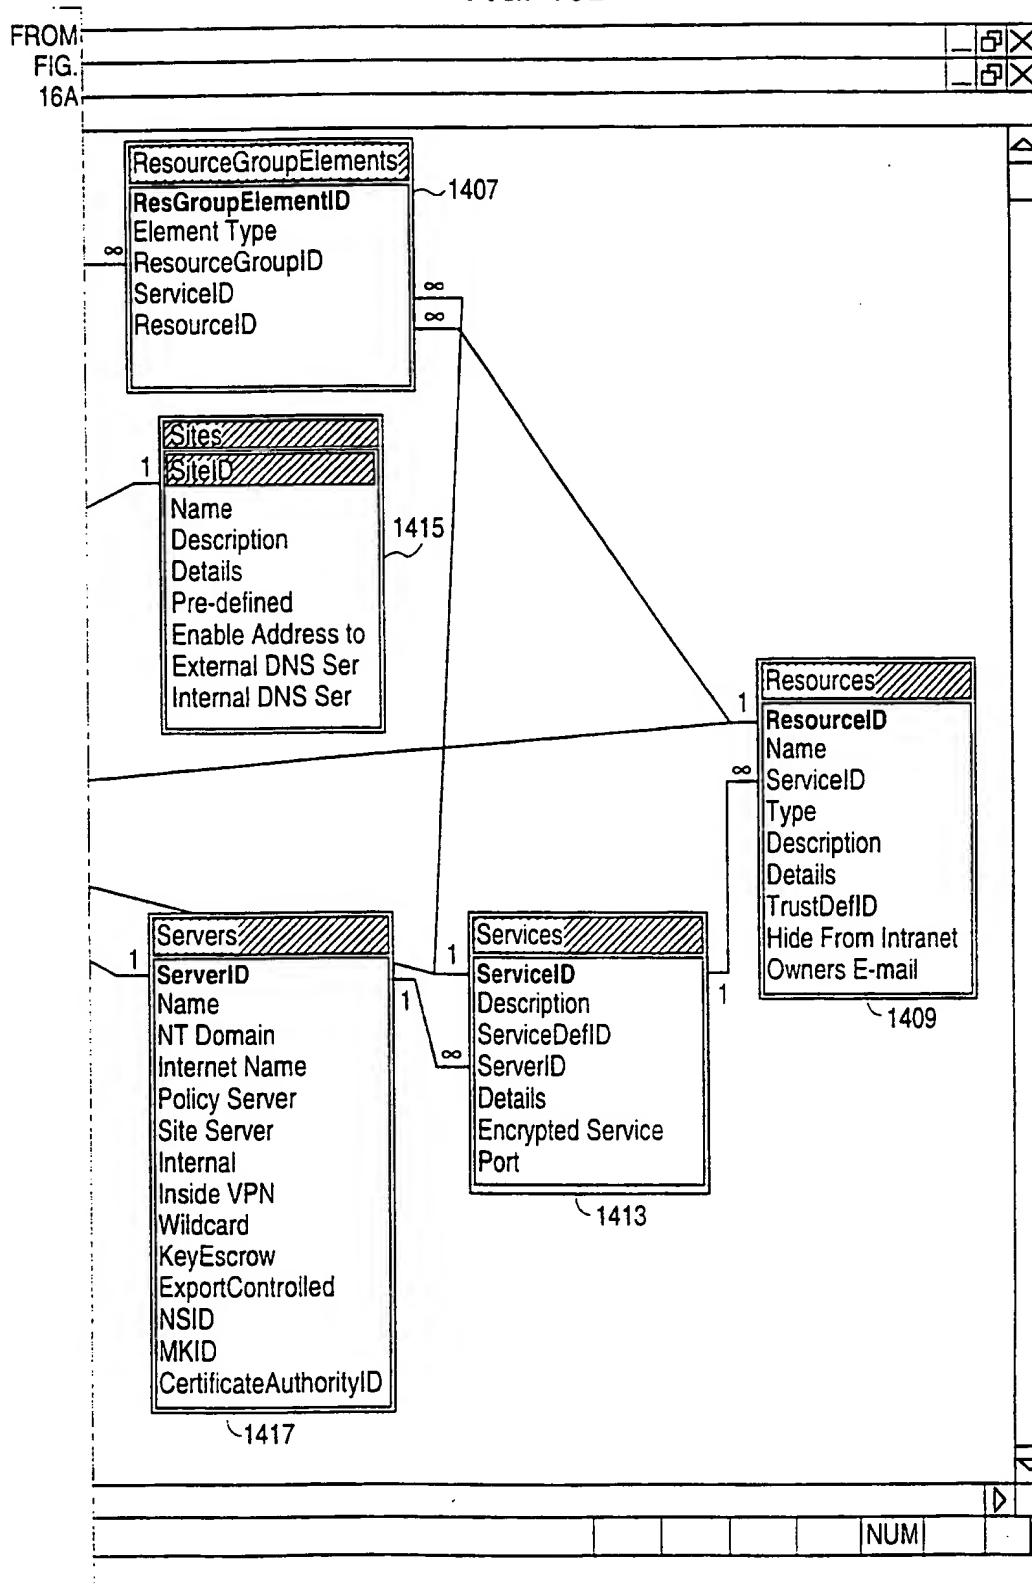 FROM
FIG.
16A
ResourceGroupElements
ResGroupElementID
Element Type
ResourceGroupID
ServiceID
ResourceID
1407
∞
∞
∞
Sites
SiteID
Name
Description
Details
Pre-defined
Enable Address to
External DNS Ser
Internal DNS Ser
1
1415
Resources
ResourceID
Name
ServiceID
Type
Description
Details
TrustDefID
Hide From Intranet
Owners E-mail
1
∞
1409
Servers
ServerID
Name
NT Domain
Internet Name
Policy Server
Site Server
Internal
Inside VPN
Wildcard
KeyEscrow
ExportControlled
NSID
MKID
CertificateAuthorityID
1
1
1417
Services
ServiceID
Description
ServiceDefID
ServerID
Details
Encrypted Service
Port
1
∞
1
1413
NUM